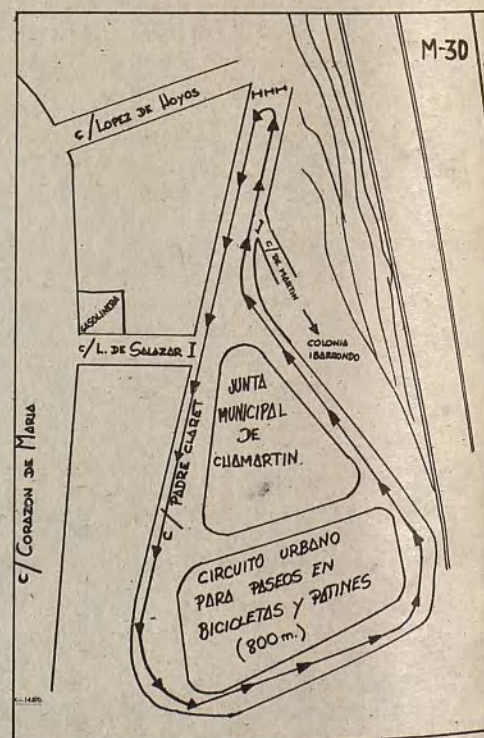 M-30
C/ LOPEZ DE HOYOS
C/ DE MARTIN
COLONIA
IBARRONDO
GASOLINERA
C/ L. DE SALAZAR
C/ PADRE CLARET
C/ CORAZON DE MARIA
JUNTA
MUNICIPAL
DE
CHAMARTIN
CIRCUITO URBANO
PARA PASEOS EN
BICICLETAS Y PATINES
(800 m.)